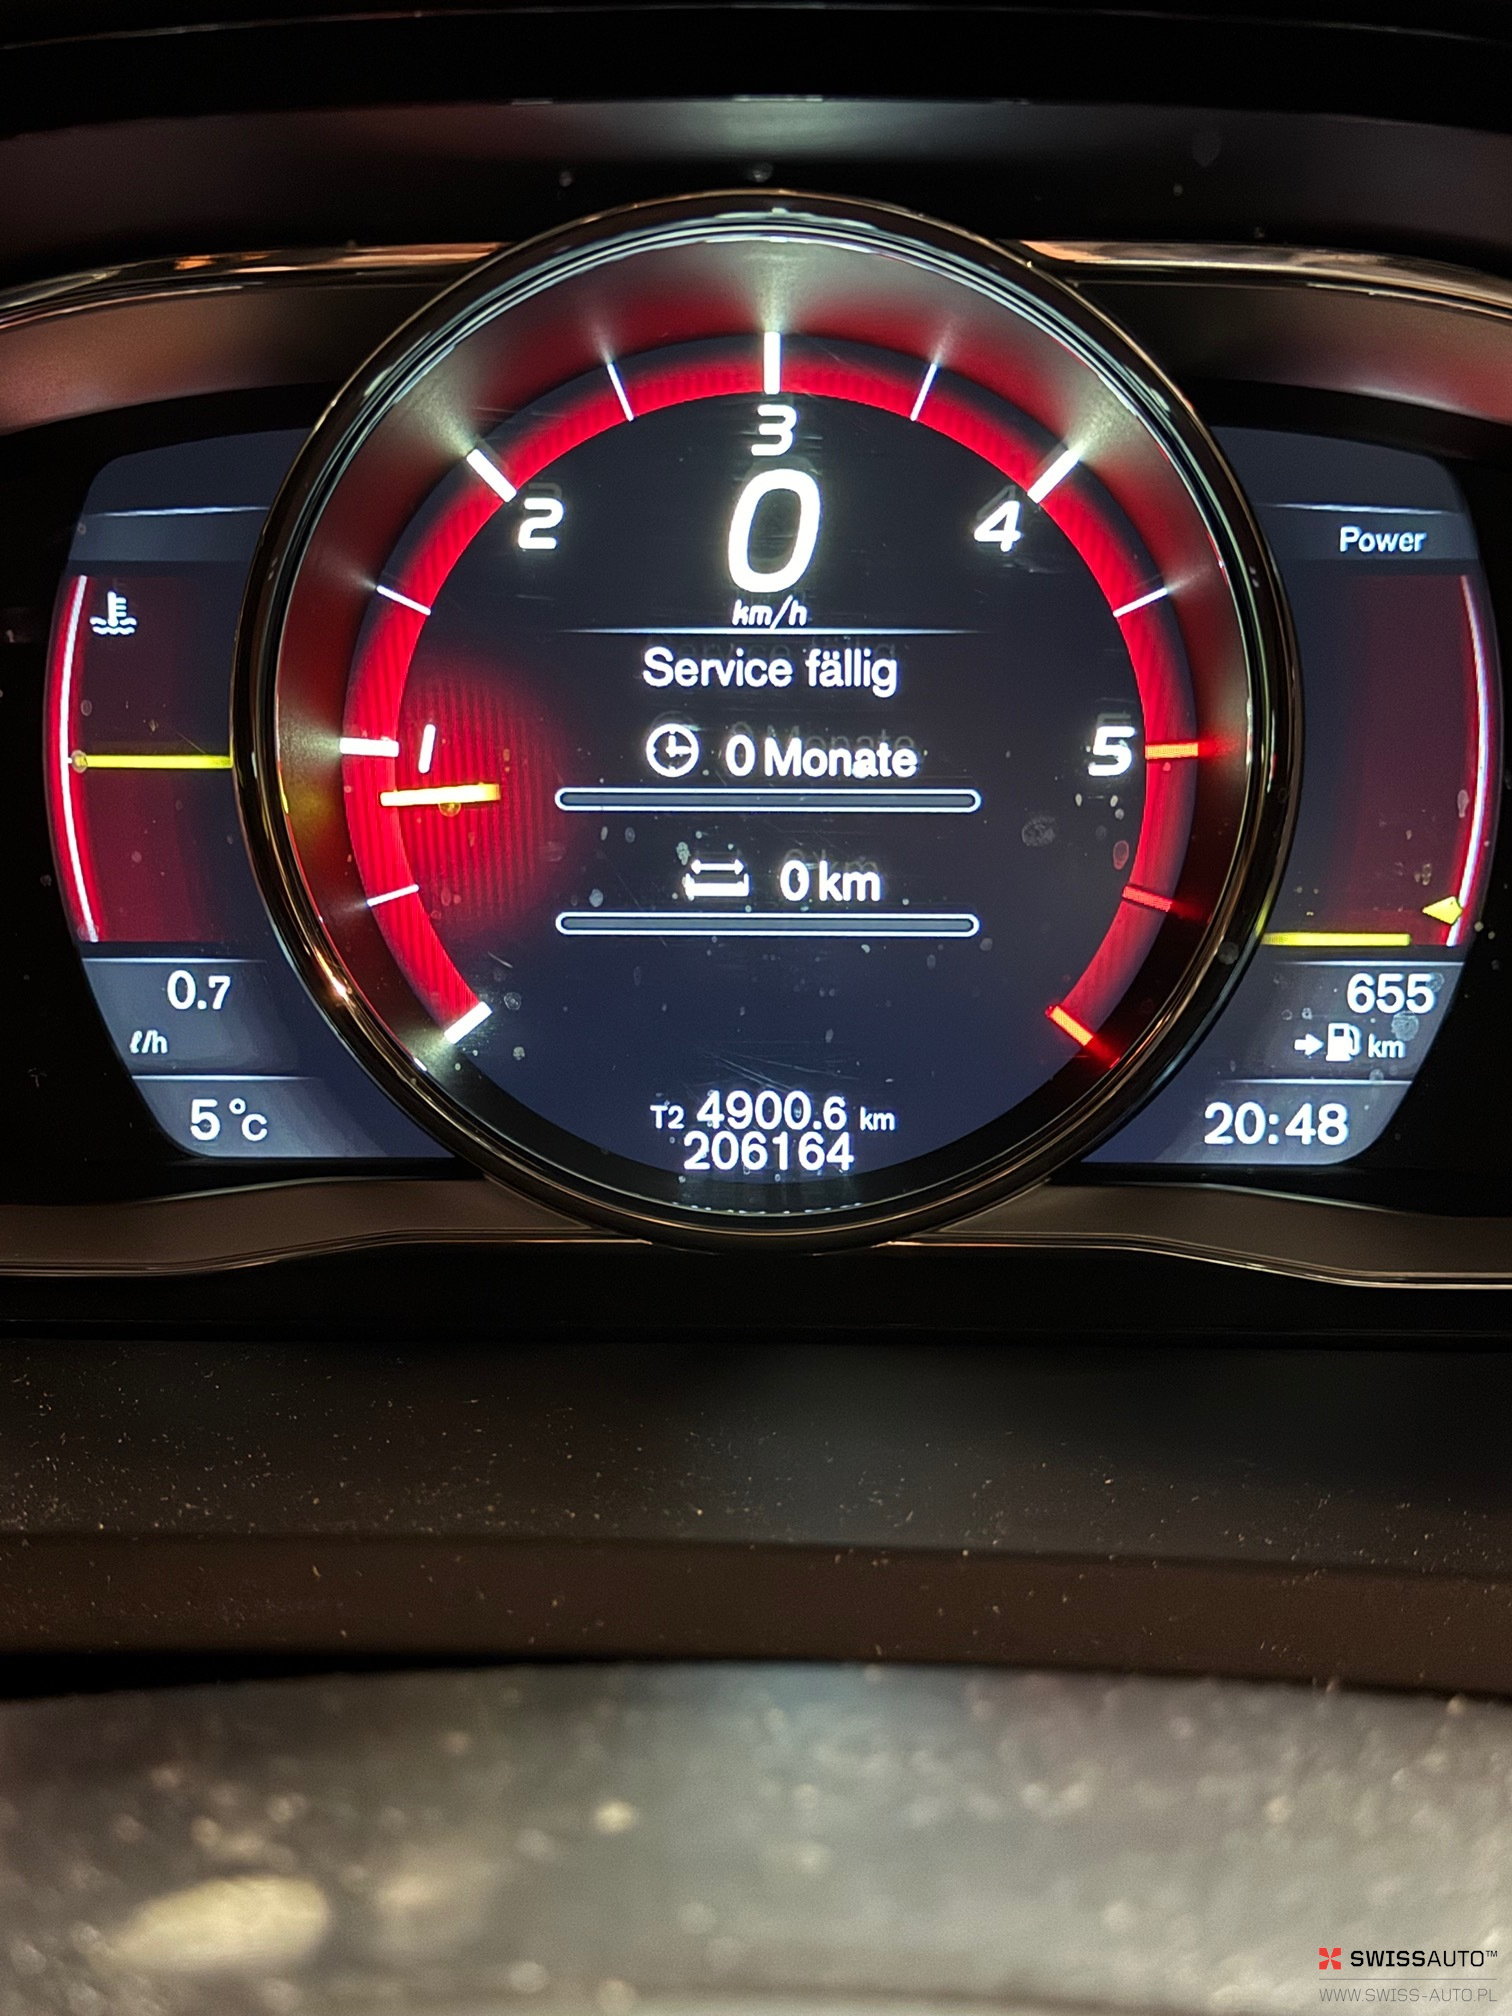 3
2
4
0
km/h
Power
Service fällig
1
0 Monate
5
0 km
0.7
ℓ/h
655
km
5°C
T2 4900.6 km
206164
20:48
SWISSAUTO™
WWW.SWISS-AUTO.PL